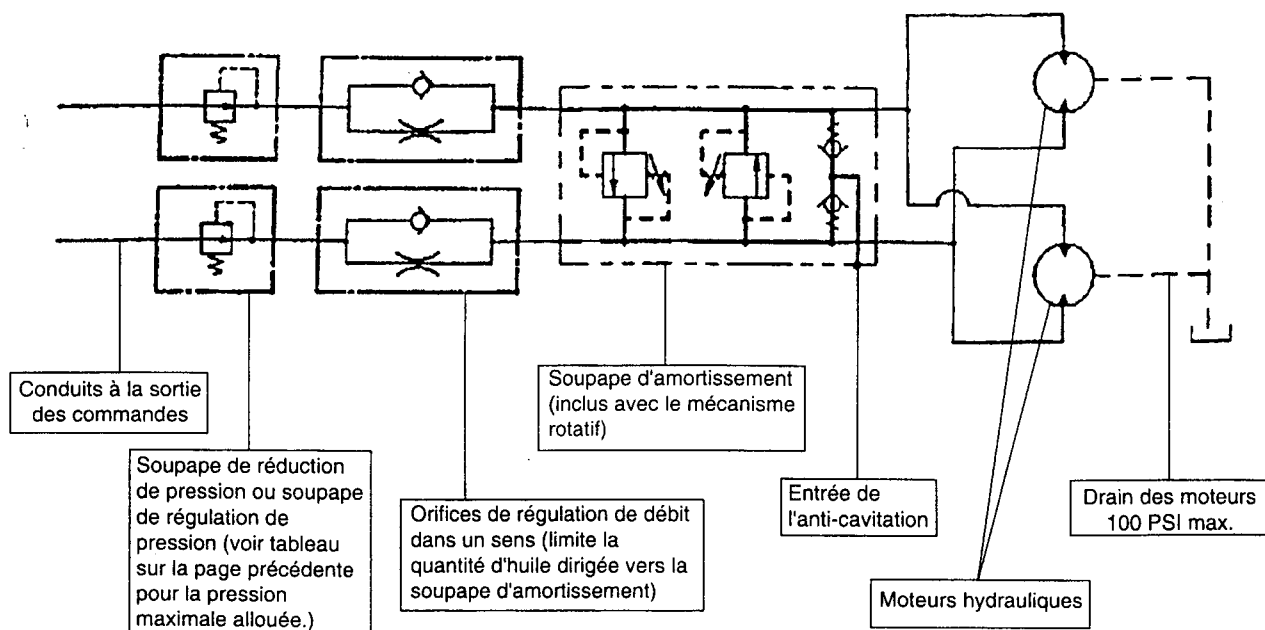 Conduits à la sortie
des commandes
Soupape de réduction
de pression ou soupape
de régulation de
pression (voir tableau
sur la page précédente
pour la pression
maximale allouée.)
Orifices de régulation de débit
dans un sens (limite la
quantité d'huile dirigée vers la
soupape d'amortissement)
Soupape d'amortissement
(inclus avec le mécanisme
rotatif)
Entrée de
l'anti-cavitation
Moteurs hydrauliques
Drain des moteurs
100 PSI max.